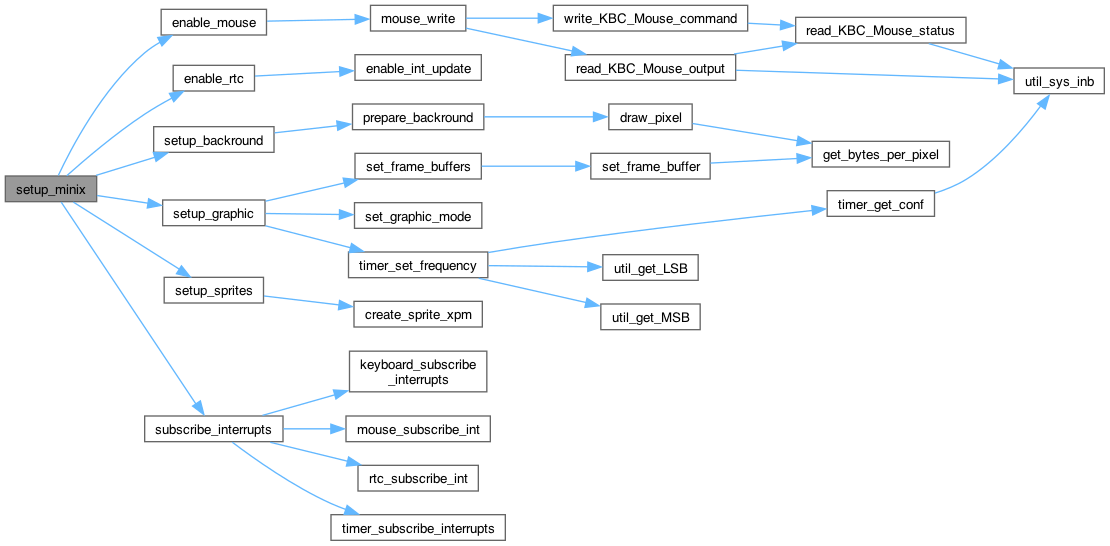 enable_mouse
mouse_write
write_KBC_Mouse_command
read_KBC_Mouse_status
read_KBC_Mouse_output
enable_rtc
enable_int_update
util_sys_inb
setup_backround
prepare_backround
draw_pixel
get_bytes_per_pixel
set_frame_buffers
set_frame_buffer
setup_minix
setup_graphic
set_graphic_mode
timer_get_conf
timer_set_frequency
util_get_LSB
setup_sprites
create_sprite_xpm
util_get_MSB
keyboard_subscribe
_interrupts
subscribe_interrupts
mouse_subscribe_int
rtc_subscribe_int
timer_subscribe_interrupts